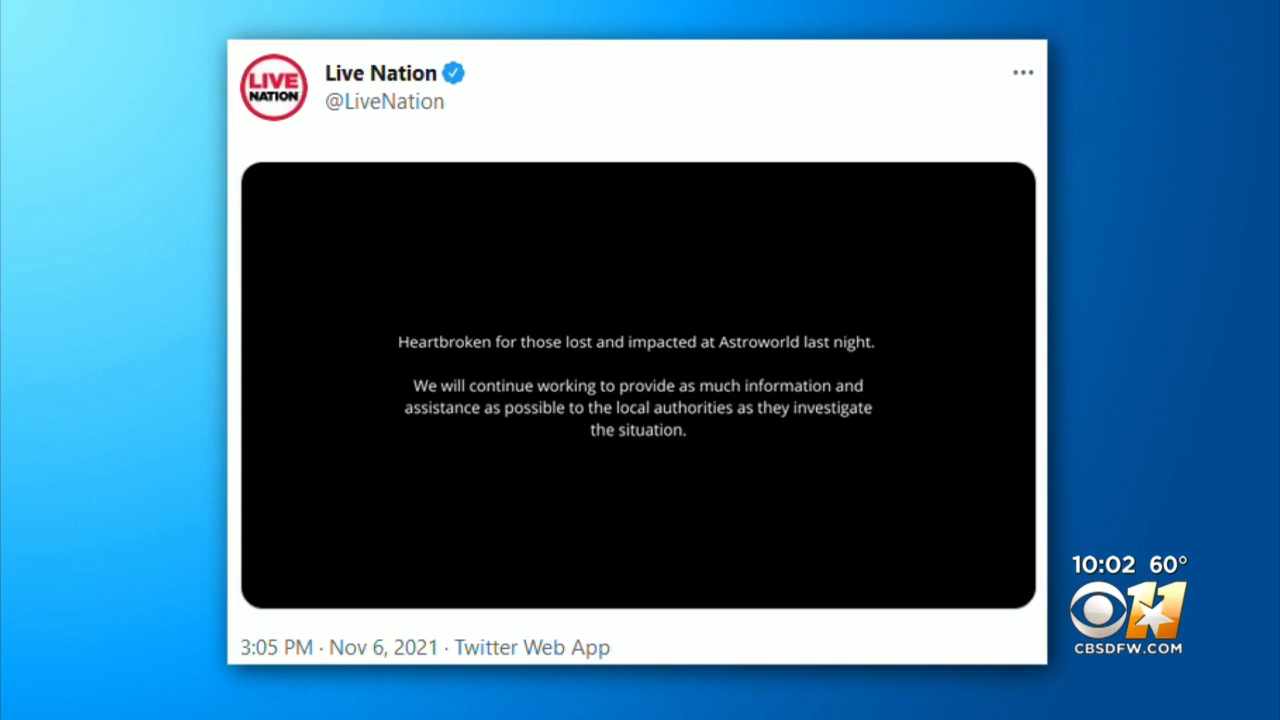 LIVE
NATION
Live Nation
@LiveNation
Heartbroken for those lost and impacted at Astroworld last night.
We will continue working to provide as much information and
assistance as possible to the local authorities as they investigate
the situation.
3:05 PM · Nov 6, 2021 · Twitter Web App
10:02 60°
11
CBSDFW.COM